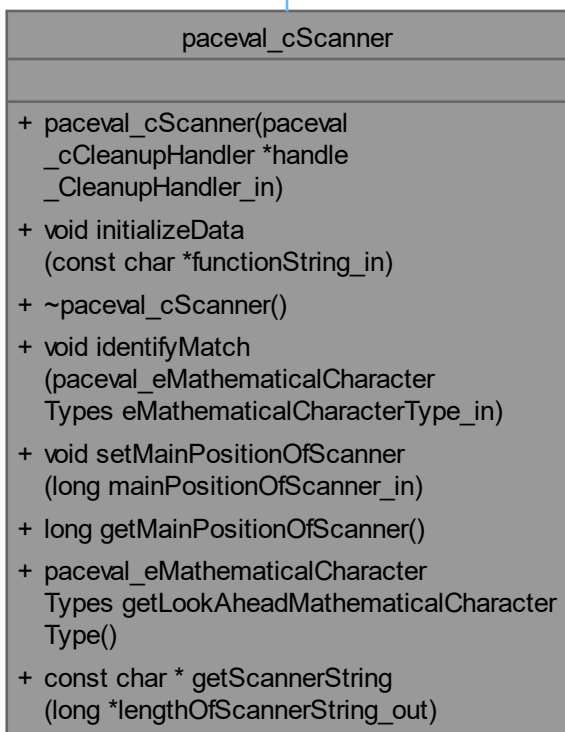 paceval_cScanner
+ paceval_cScanner(paceval
_cCleanupHandler *handle
_CleanupHandler_in)
+ void initializeData
(const char *functionString_in)
+ ~paceval_cScanner()
+ void identifyMatch
(paceval_eMathematicalCharacter
Types eMathematicalCharacterType_in)
+ void setMainPositionOfScanner
(long mainPositionOfScanner_in)
+ long getMainPositionOfScanner()
+ paceval_eMathematicalCharacter
Types getLookAheadMathematicalCharacter
Type()
+ const char * getScannerString
(long *lengthOfScannerString_out)